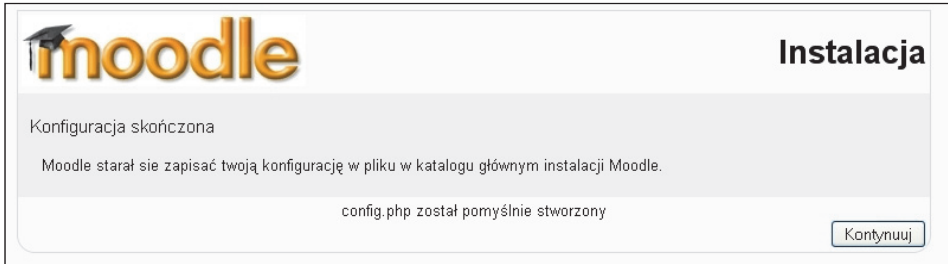 moodle
Instalacja
Konfiguracja skończona
Moodle starał sie zapisać twoją konfigurację w pliku w katalogu głównym instalacji Moodle.
config.php został pomyślnie stworzony
Kontynuuj